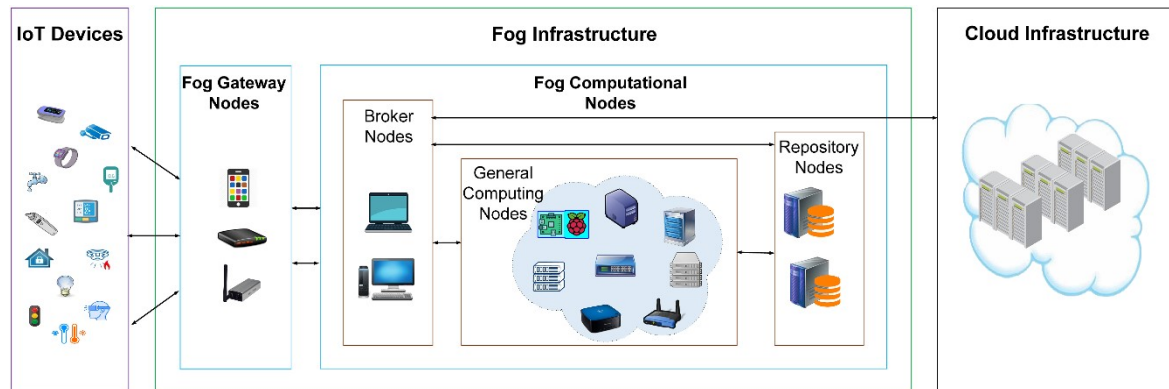 IoT Devices
Fog Infrastructure
Cloud Infrastructure
Fog Gateway
Nodes
Fog Computational
Nodes
Broker
Nodes
General
Computing
Nodes
Repository
Nodes